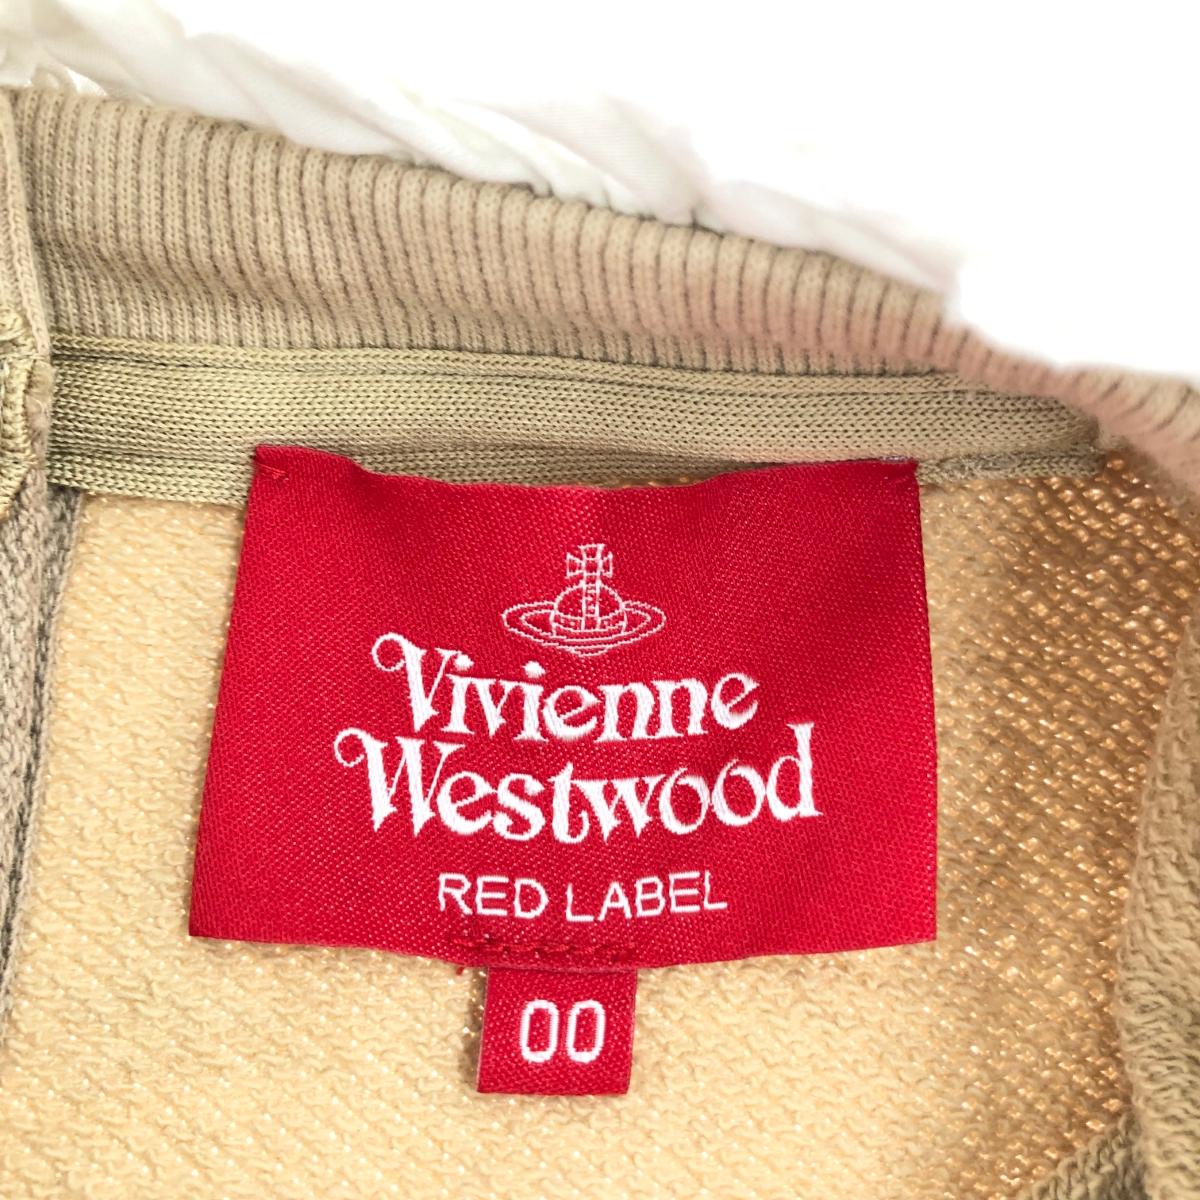 Vivienne
Westwood
RED LABEL
00